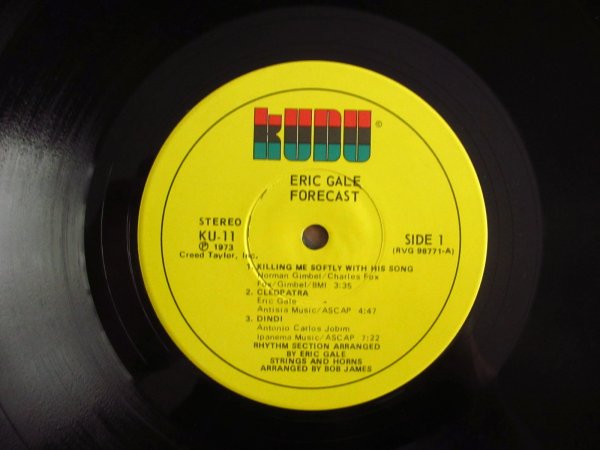 KUDU ©
ERIC GALE
FORECAST
STEREO
KU-11
℗ 1973
Creed Taylor, Inc.
SIDE 1
(RVG 98771-A)
1. KILLING ME SOFTLY WITH HIS SONG
Norman Gimbel/Charles Fox
Fox/Gimbel/BMI 3:35
2. CLEOPATRA
Eric Gale
Antisia Music/ASCAP 4:47
3. DINDI
Antonio Carlos Jobim
Ipanema Music/ASCAP 7:22
RHYTHM SECTION ARRANGED
BY ERIC GALE
STRINGS AND HORNS
ARRANGED BY BOB JAMES